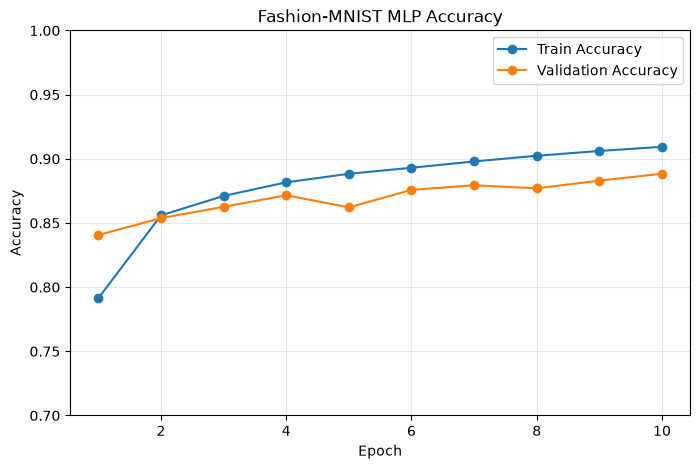 Fashion-MNIST MLP Accuracy
1.00
0.95
0.90
0.85
0.80
0.75
0.70
Accuracy
Train Accuracy
Validation Accuracy
2
4
6
8
10
Epoch